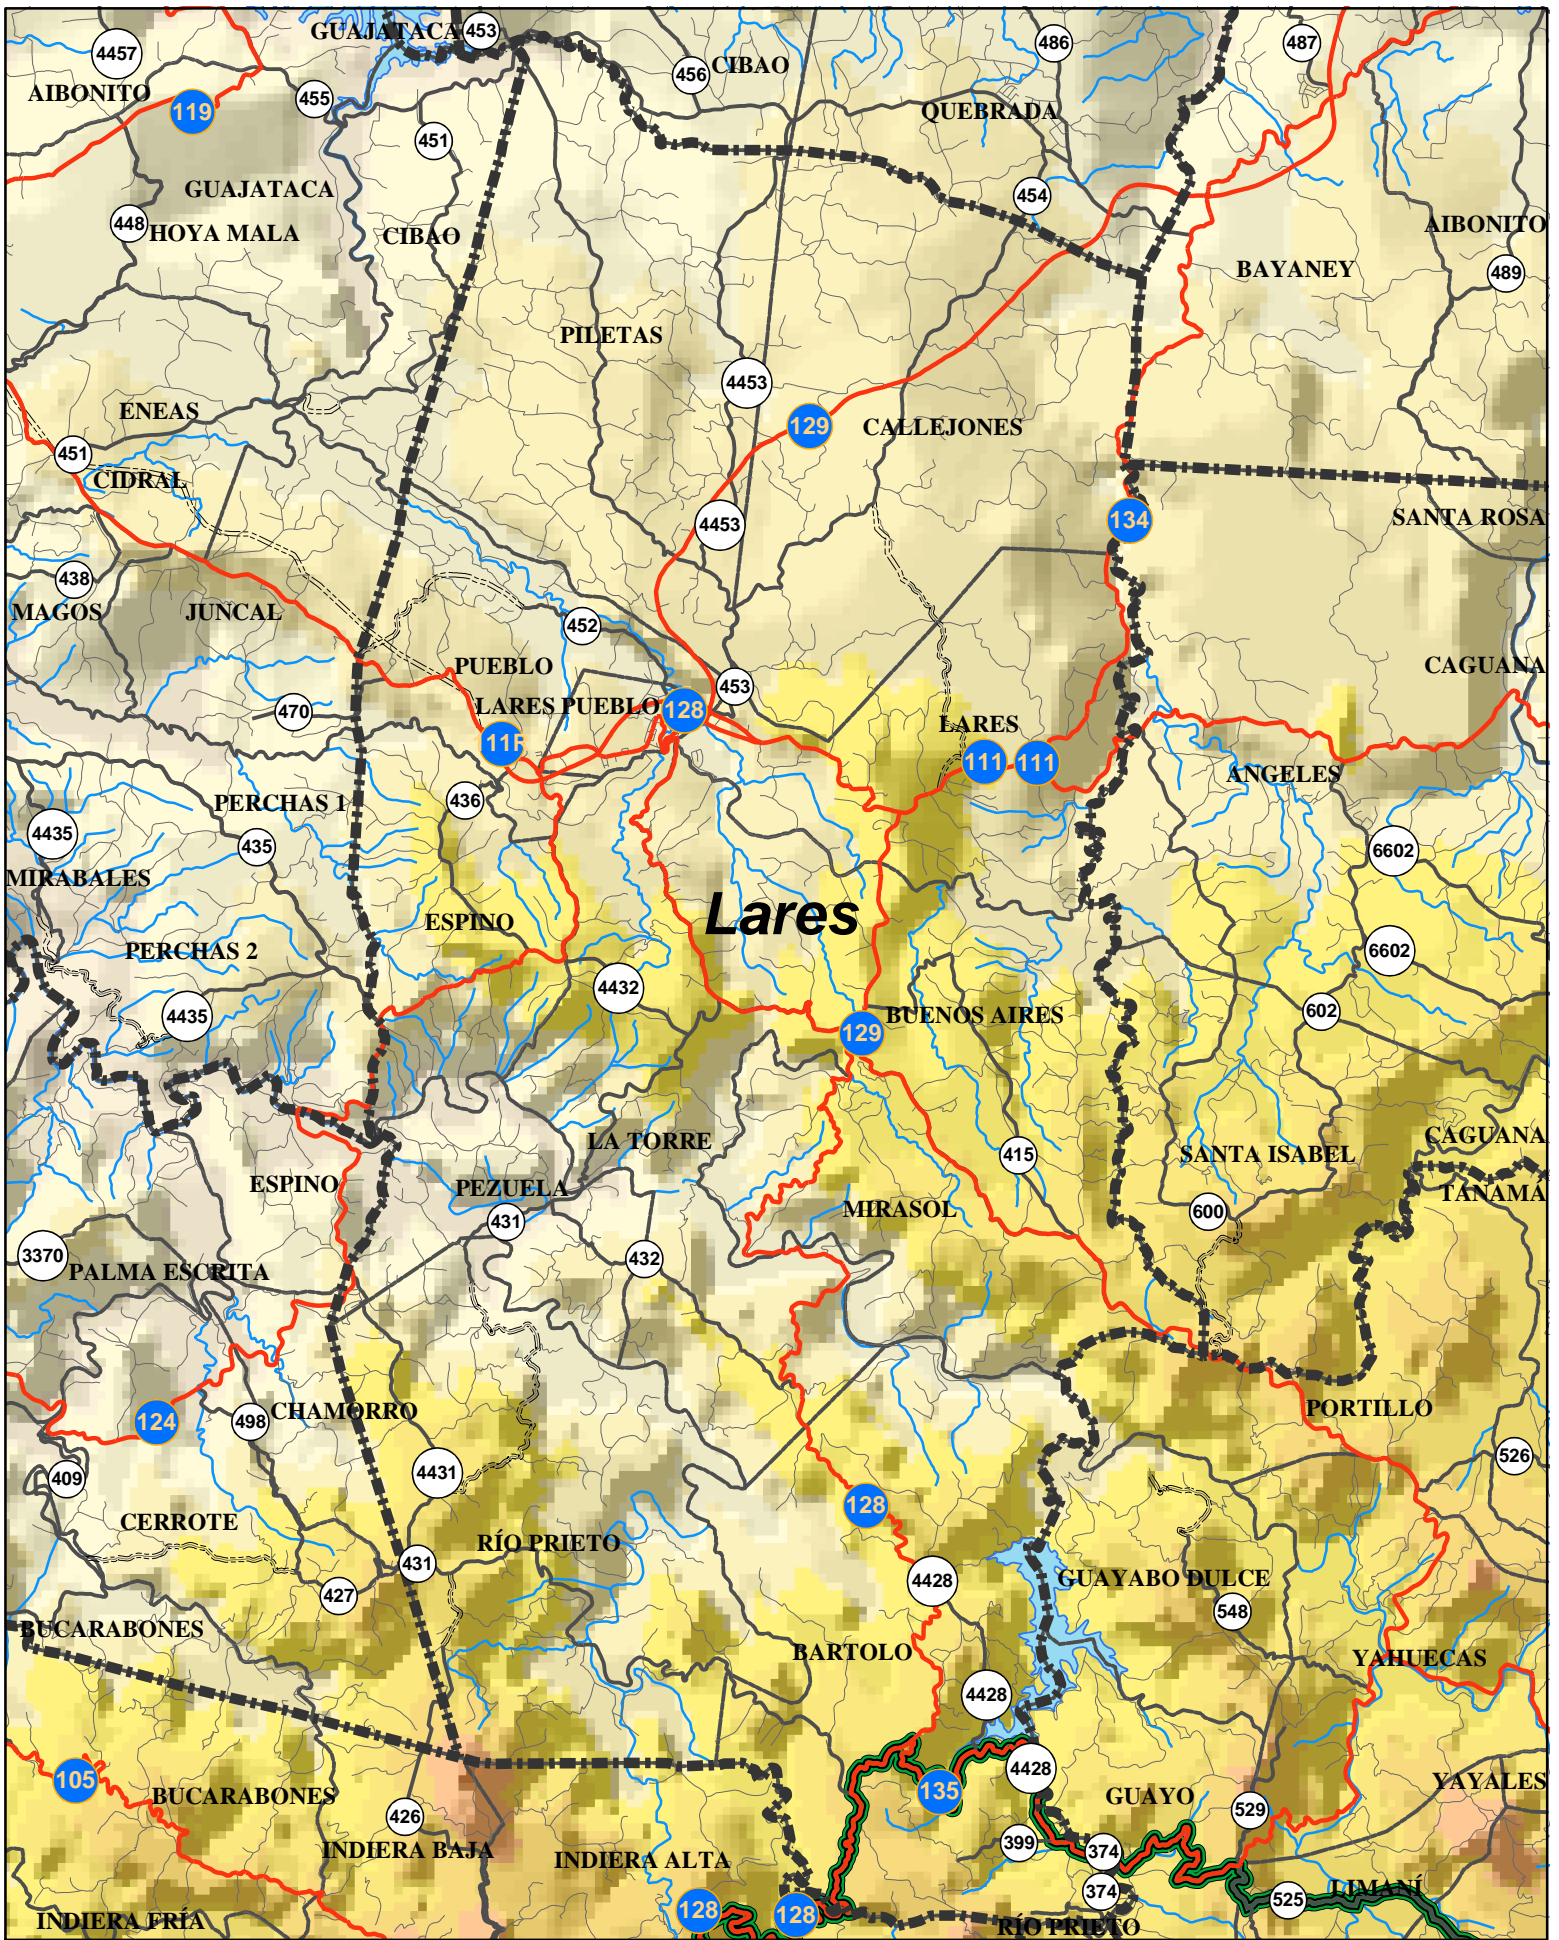 GUAJATACA
453
4457
486
487
456
CIBAO
AIBONITO
119
455
QUEBRADA
451
GUAJATACA
454
448
HOYA MALA
CIBAO
AIBONITO
BAYANEY
489
PILETAS
4453
ENEAS
129
CALLEJONES
451
CIDRAL
134
SANTA ROSA
4453
438
MAGOS
JUNCAL
452
PUEBLO
CAGUANA
453
LARES PUEBLO
128
470
LARES
11F
111
111
ANGELES
PERCHAS 1
436
4435
435
6602
MIRABALES
Lares
ESPINO
PERCHAS 2
6602
4432
4435
602
BUENOS AIRES
129
LA TORRE
CAGUANA
415
SANTA ISABEL
ESPINO
PEZUELA
TANAMÁ
MIRASOL
600
431
3370
432
PALMA ESCRITA
CHAMORRO
PORTILLO
124
498
526
4431
409
128
CERROTE
RÍO PRIETO
431
GUAYABO DULCE
4428
427
548
BUCARABONES
BARTOLO
YAHUECAS
4428
4428
105
135
YAYALES
BUCARABONES
GUAYO
529
426
399
INDIERA BAJA
374
INDIERA ALTA
LIMANÍ
374
525
128
128
INDIERA FRÍA
RÍO PRIETO